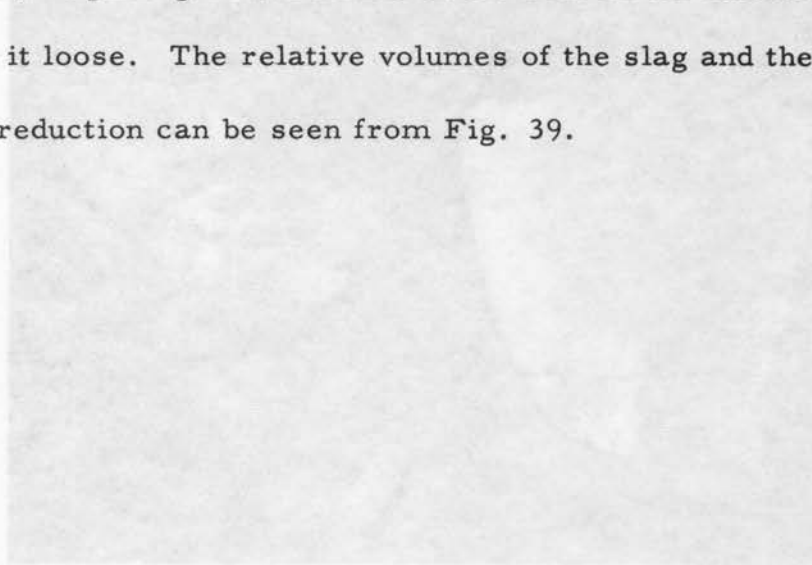 it loose. The relative volumes of the slag and the
reduction can be seen from Fig. 39.